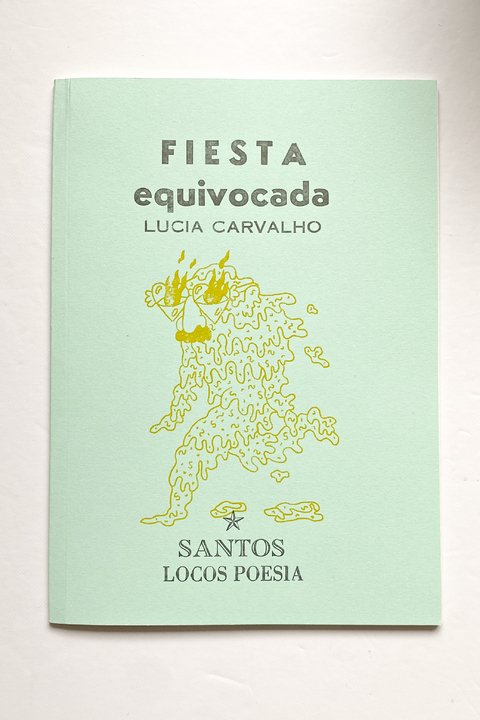 FIESTA
equivocada
LUCIA CARVALHO
SANTOS
LOCOS POESIA